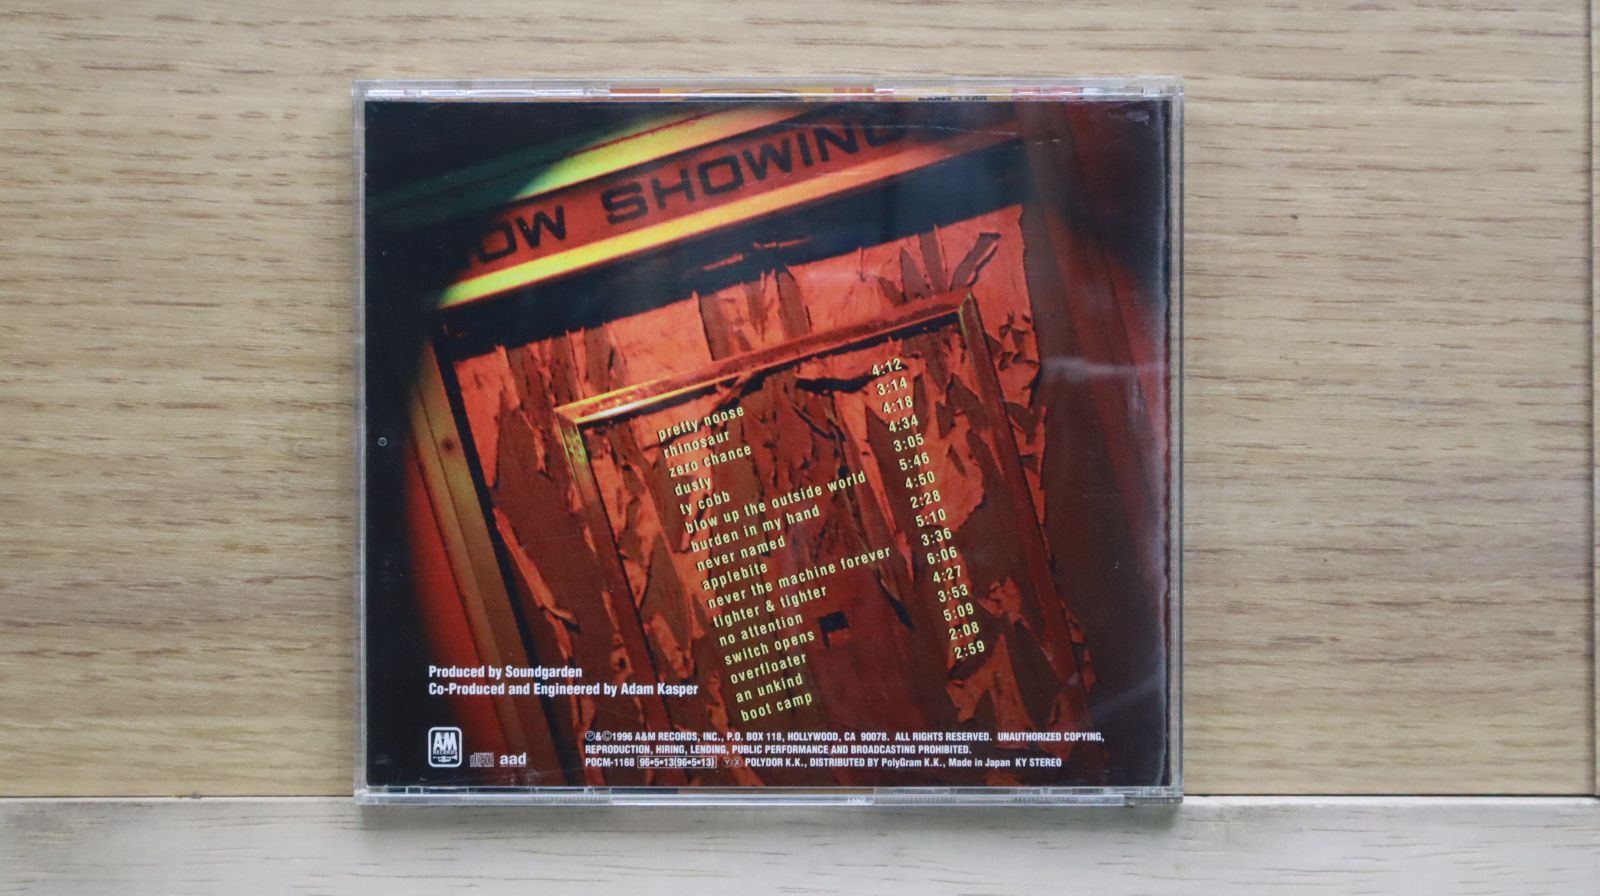 NOW SHOWING
pretty noose 4:12
rhinosaur 3:14
zero chance 4:18
dusty 4:34
ty cobb 3:05
blow up the outside world 5:46
burden in my hand 4:50
never named 2:28
applebite 5:10
never the machine forever 3:36
tighter & tighter 6:06
no attention 4:27
switch opens 3:53
overfloater 5:09
an unkind 2:08
boot camp 2:59
Produced by Soundgarden
Co-Produced and Engineered by Adam Kasper
A&M
RECORDS
COMPACT
disc
aad
℗&©1996 A&M RECORDS, INC., P.O. BOX 118, HOLLYWOOD, CA 90078. ALL RIGHTS RESERVED. UNAUTHORIZED COPYING,
REPRODUCTION, HIRING, LENDING, PUBLIC PERFORMANCE AND BROADCASTING PROHIBITED.
POCM-1168 96•5•13(96•5•13) Ⓨ Ⓧ POLYDOR K.K., DISTRIBUTED BY PolyGram K.K., Made in Japan KY STEREO